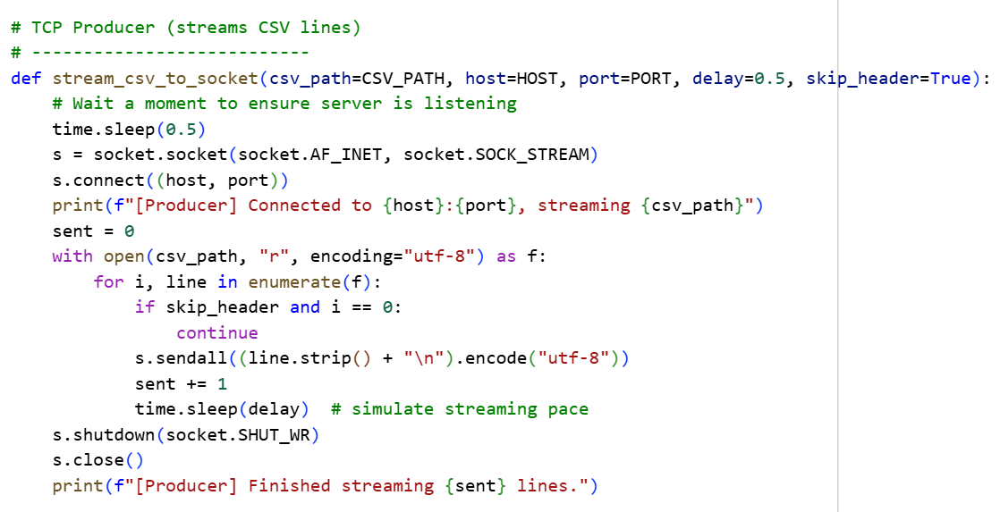 # TCP Producer (streams CSV lines)
# ---------------------------
def stream_csv_to_socket(csv_path=CSV_PATH, host=HOST, port=PORT, delay=0.5, skip_header=True):
    # Wait a moment to ensure server is listening
    time.sleep(0.5)
    s = socket.socket(socket.AF_INET, socket.SOCK_STREAM)
    s.connect((host, port))
    print(f"[Producer] Connected to {host}:{port}, streaming {csv_path}")
    sent = 0
    with open(csv_path, "r", encoding="utf-8") as f:
        for i, line in enumerate(f):
            if skip_header and i == 0:
                continue
            s.sendall((line.strip() + "\n").encode("utf-8"))
            sent += 1
            time.sleep(delay)  # simulate streaming pace
    s.shutdown(socket.SHUT_WR)
    s.close()
    print(f"[Producer] Finished streaming {sent} lines.")